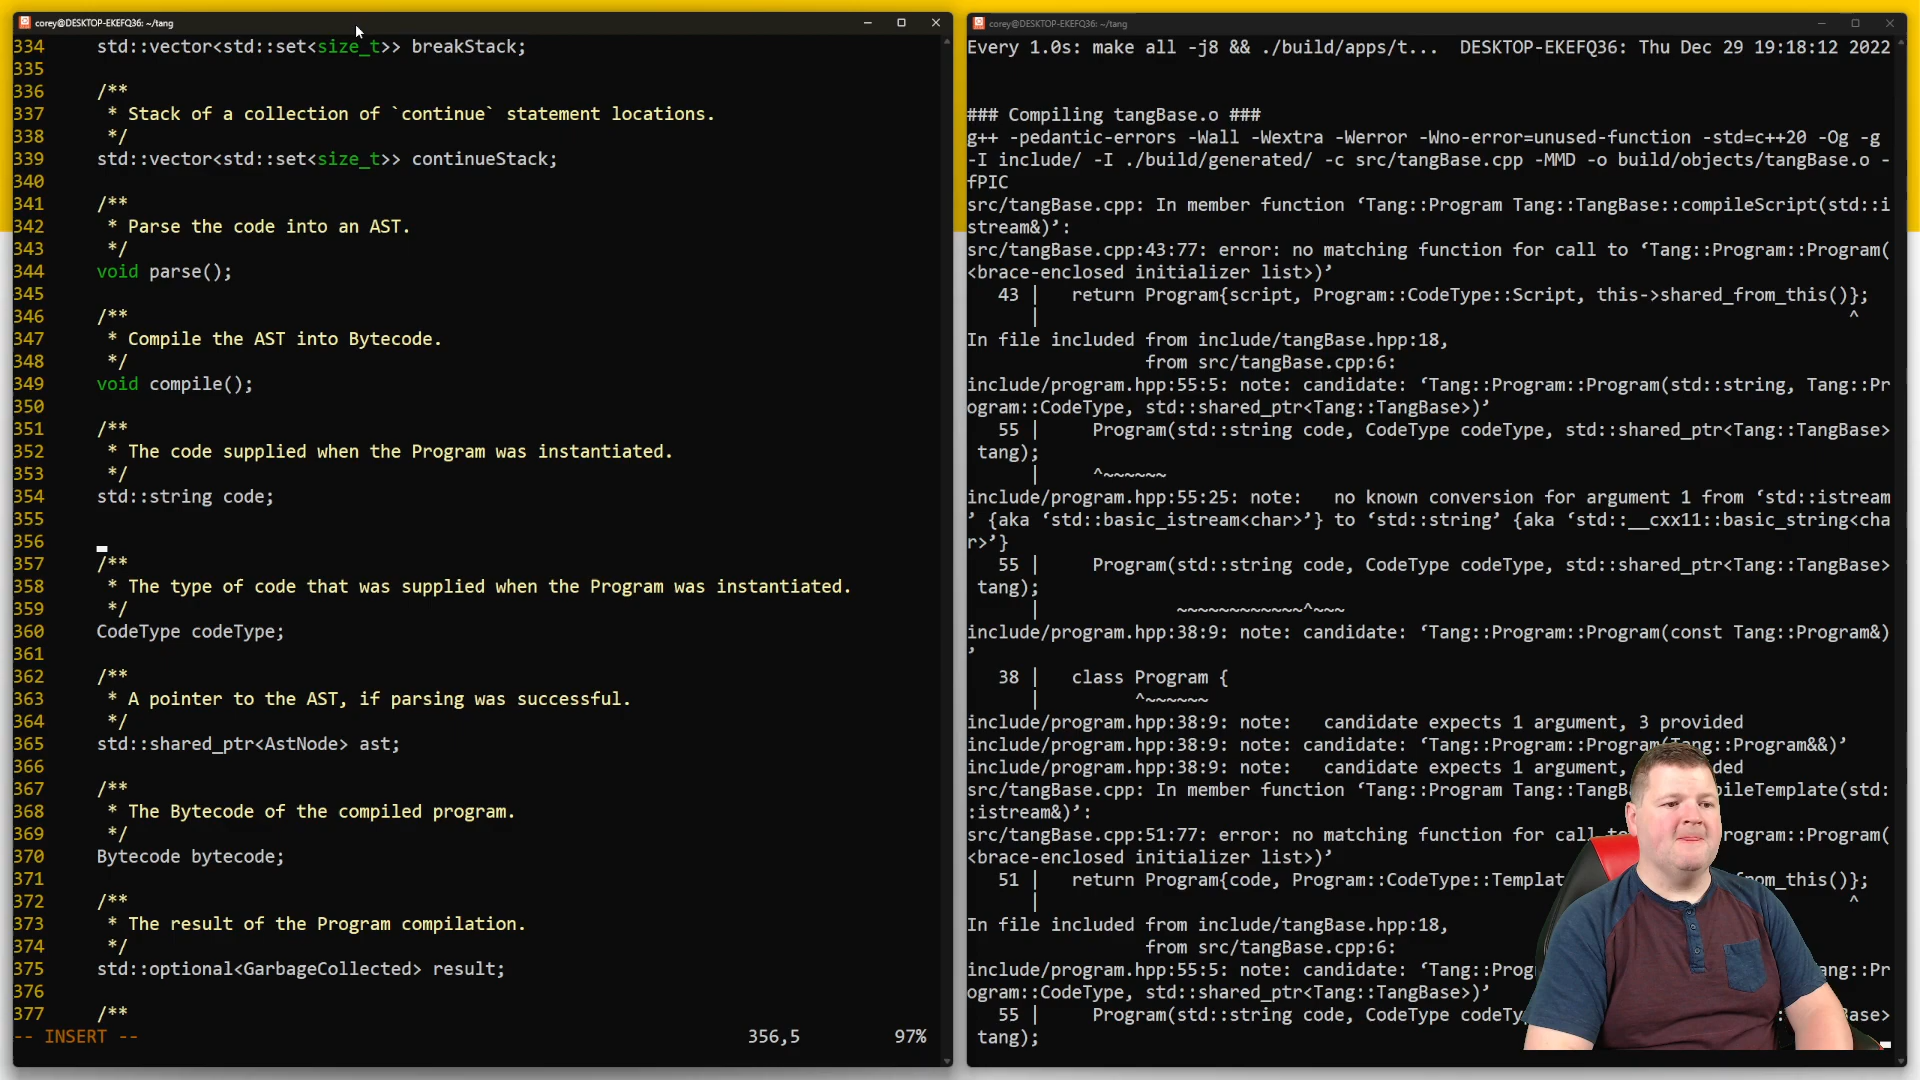 corey@DESKTOP-EKEFQ36: ~/tang
334 std::vector<std::set<size_t>> breakStack;
335
336 /**
337 * Stack of a collection of `continue` statement locations.
338 */
339 std::vector<std::set<size_t>> continueStack;
340
341 /**
342 * Parse the code into an AST.
343 */
344 void parse();
345
346 /**
347 * Compile the AST into Bytecode.
348 */
349 void compile();
350
351 /**
352 * The code supplied when the Program was instantiated.
353 */
354 std::string code;
355
356
357 /**
358 * The type of code that was supplied when the Program was instantiated.
359 */
360 CodeType codeType;
361
362 /**
363 * A pointer to the AST, if parsing was successful.
364 */
365 std::shared_ptr<AstNode> ast;
366
367 /**
368 * The Bytecode of the compiled program.
369 */
370 Bytecode bytecode;
371
372 /**
373 * The result of the Program compilation.
374 */
375 std::optional<GarbageCollected> result;
376
377 /**
-- INSERT -- 356,5 97%
corey@DESKTOP-EKEFQ36: ~/tang
Every 1.0s: make all -j8 && ./build/apps/t... DESKTOP-EKEFQ36: Thu Dec 29 19:18:12 2022
### Compiling tangBase.o ###
g++ -pedantic-errors -Wall -Wextra -Werror -Wno-error=unused-function -std=c++20 -Og -g
-I include/ -I ./build/generated/ -c src/tangBase.cpp -MMD -o build/objects/tangBase.o -
fPIC
src/tangBase.cpp: In member function ‘Tang::Program Tang::TangBase::compileScript(std::i
stream&)’:
src/tangBase.cpp:43:77: error: no matching function for call to ‘Tang::Program::Program(
<brace-enclosed initializer list>)’
43 | return Program{script, Program::CodeType::Script, this->shared_from_this()};
| ^
In file included from include/tangBase.hpp:18,
from src/tangBase.cpp:6:
include/program.hpp:55:5: note: candidate: ‘Tang::Program::Program(std::string, Tang::Pr
ogram::CodeType, std::shared_ptr<Tang::TangBase>)’
55 | Program(std::string code, CodeType codeType, std::shared_ptr<Tang::TangBase>
tang);
| ^~~~~~~
include/program.hpp:55:25: note: no known conversion for argument 1 from ‘std::istream
’ {aka ‘std::basic_istream<char>’} to ‘std::string’ {aka ‘std::__cxx11::basic_string<cha
r>’}
55 | Program(std::string code, CodeType codeType, std::shared_ptr<Tang::TangBase>
tang);
| ~~~~~~~~~~~~^~~~
include/program.hpp:38:9: note: candidate: ‘Tang::Program::Program(const Tang::Program&)
’
38 | class Program {
| ^~~~~~~
include/program.hpp:38:9: note: candidate expects 1 argument, 3 provided
include/program.hpp:38:9: note: candidate: ‘Tang::Program::Program(Tang::Program&&)’
include/program.hpp:38:9: note: candidate expects 1 argument,
src/tangBase.cpp: In member function ‘Tang::Program Tang::TangB
:istream&)’:
src/tangBase.cpp:51:77: error: no matching function for call
<brace-enclosed initializer list>)’
51 | return Program{code, Program::CodeType::Templat
| ^
In file included from include/tangBase.hpp:18,
from src/tangBase.cpp:6:
include/program.hpp:55:5: note: candidate: ‘Tang::Prog
ogram::CodeType, std::shared_ptr<Tang::TangBase>)’
55 | Program(std::string code, CodeType codeTy
tang);